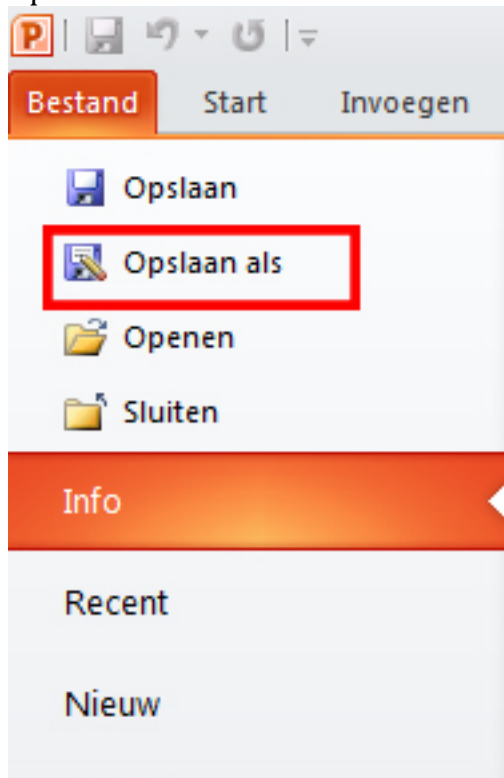 P
Bestand Start Invoegen
Opslaan
Opslaan als
Openen
Sluiten
Info
Recent
Nieuw